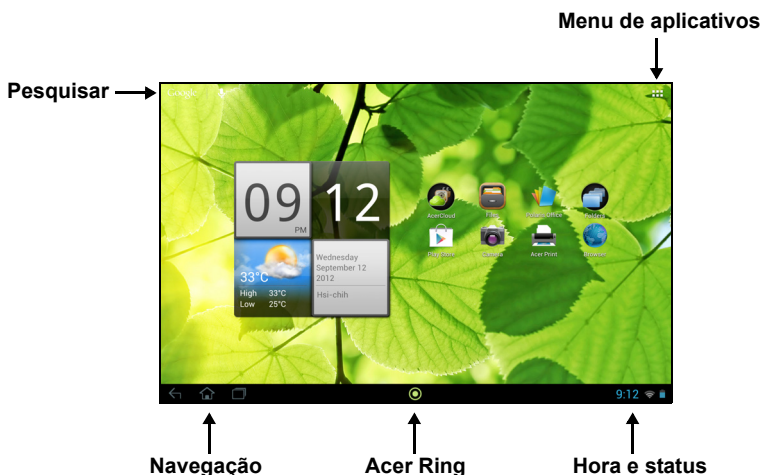 Menu de aplicativos
Pesquisar
Google
09
PM
12
33°C
High 33°C
Low 25°C
Wednesday
September 12
2012
Hsi-chih
AcerCloud
Files
Polaris Office
Folders
Play Store
Camera
Acer Print
Browser
9:12
Navegação
Acer Ring
Hora e status